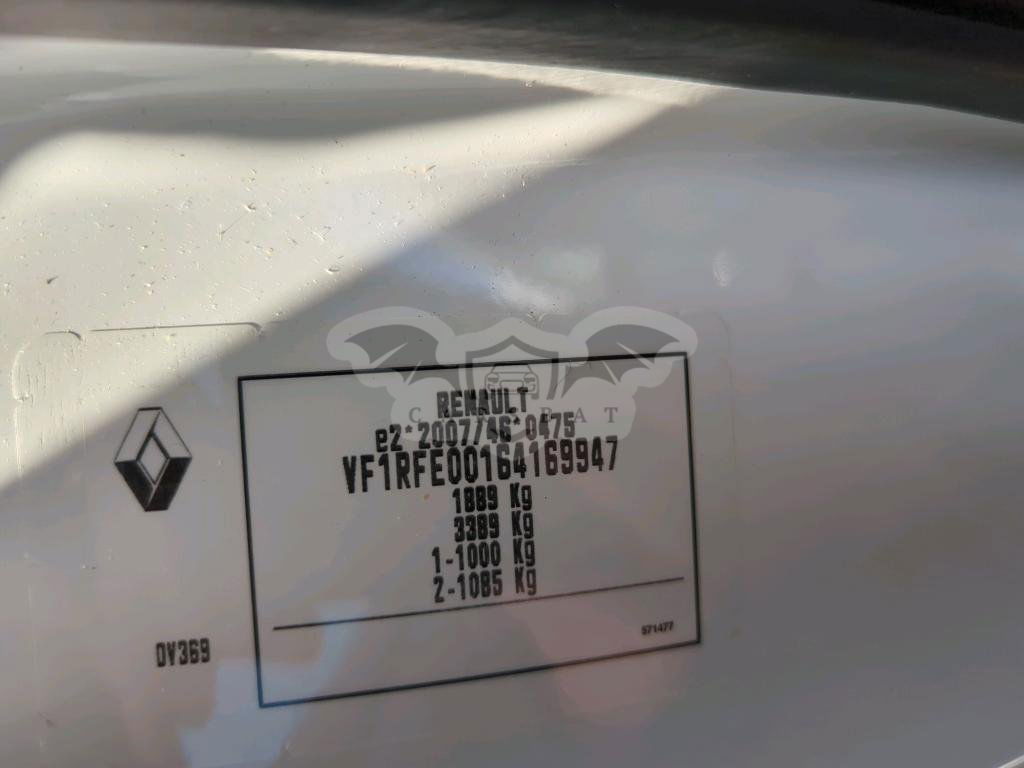 RENAULT
e2*2007/46*0475
VF1RFE00164169947
1889 Kg
3389 Kg
1-1000 Kg
2-1085 Kg
571477
DV369